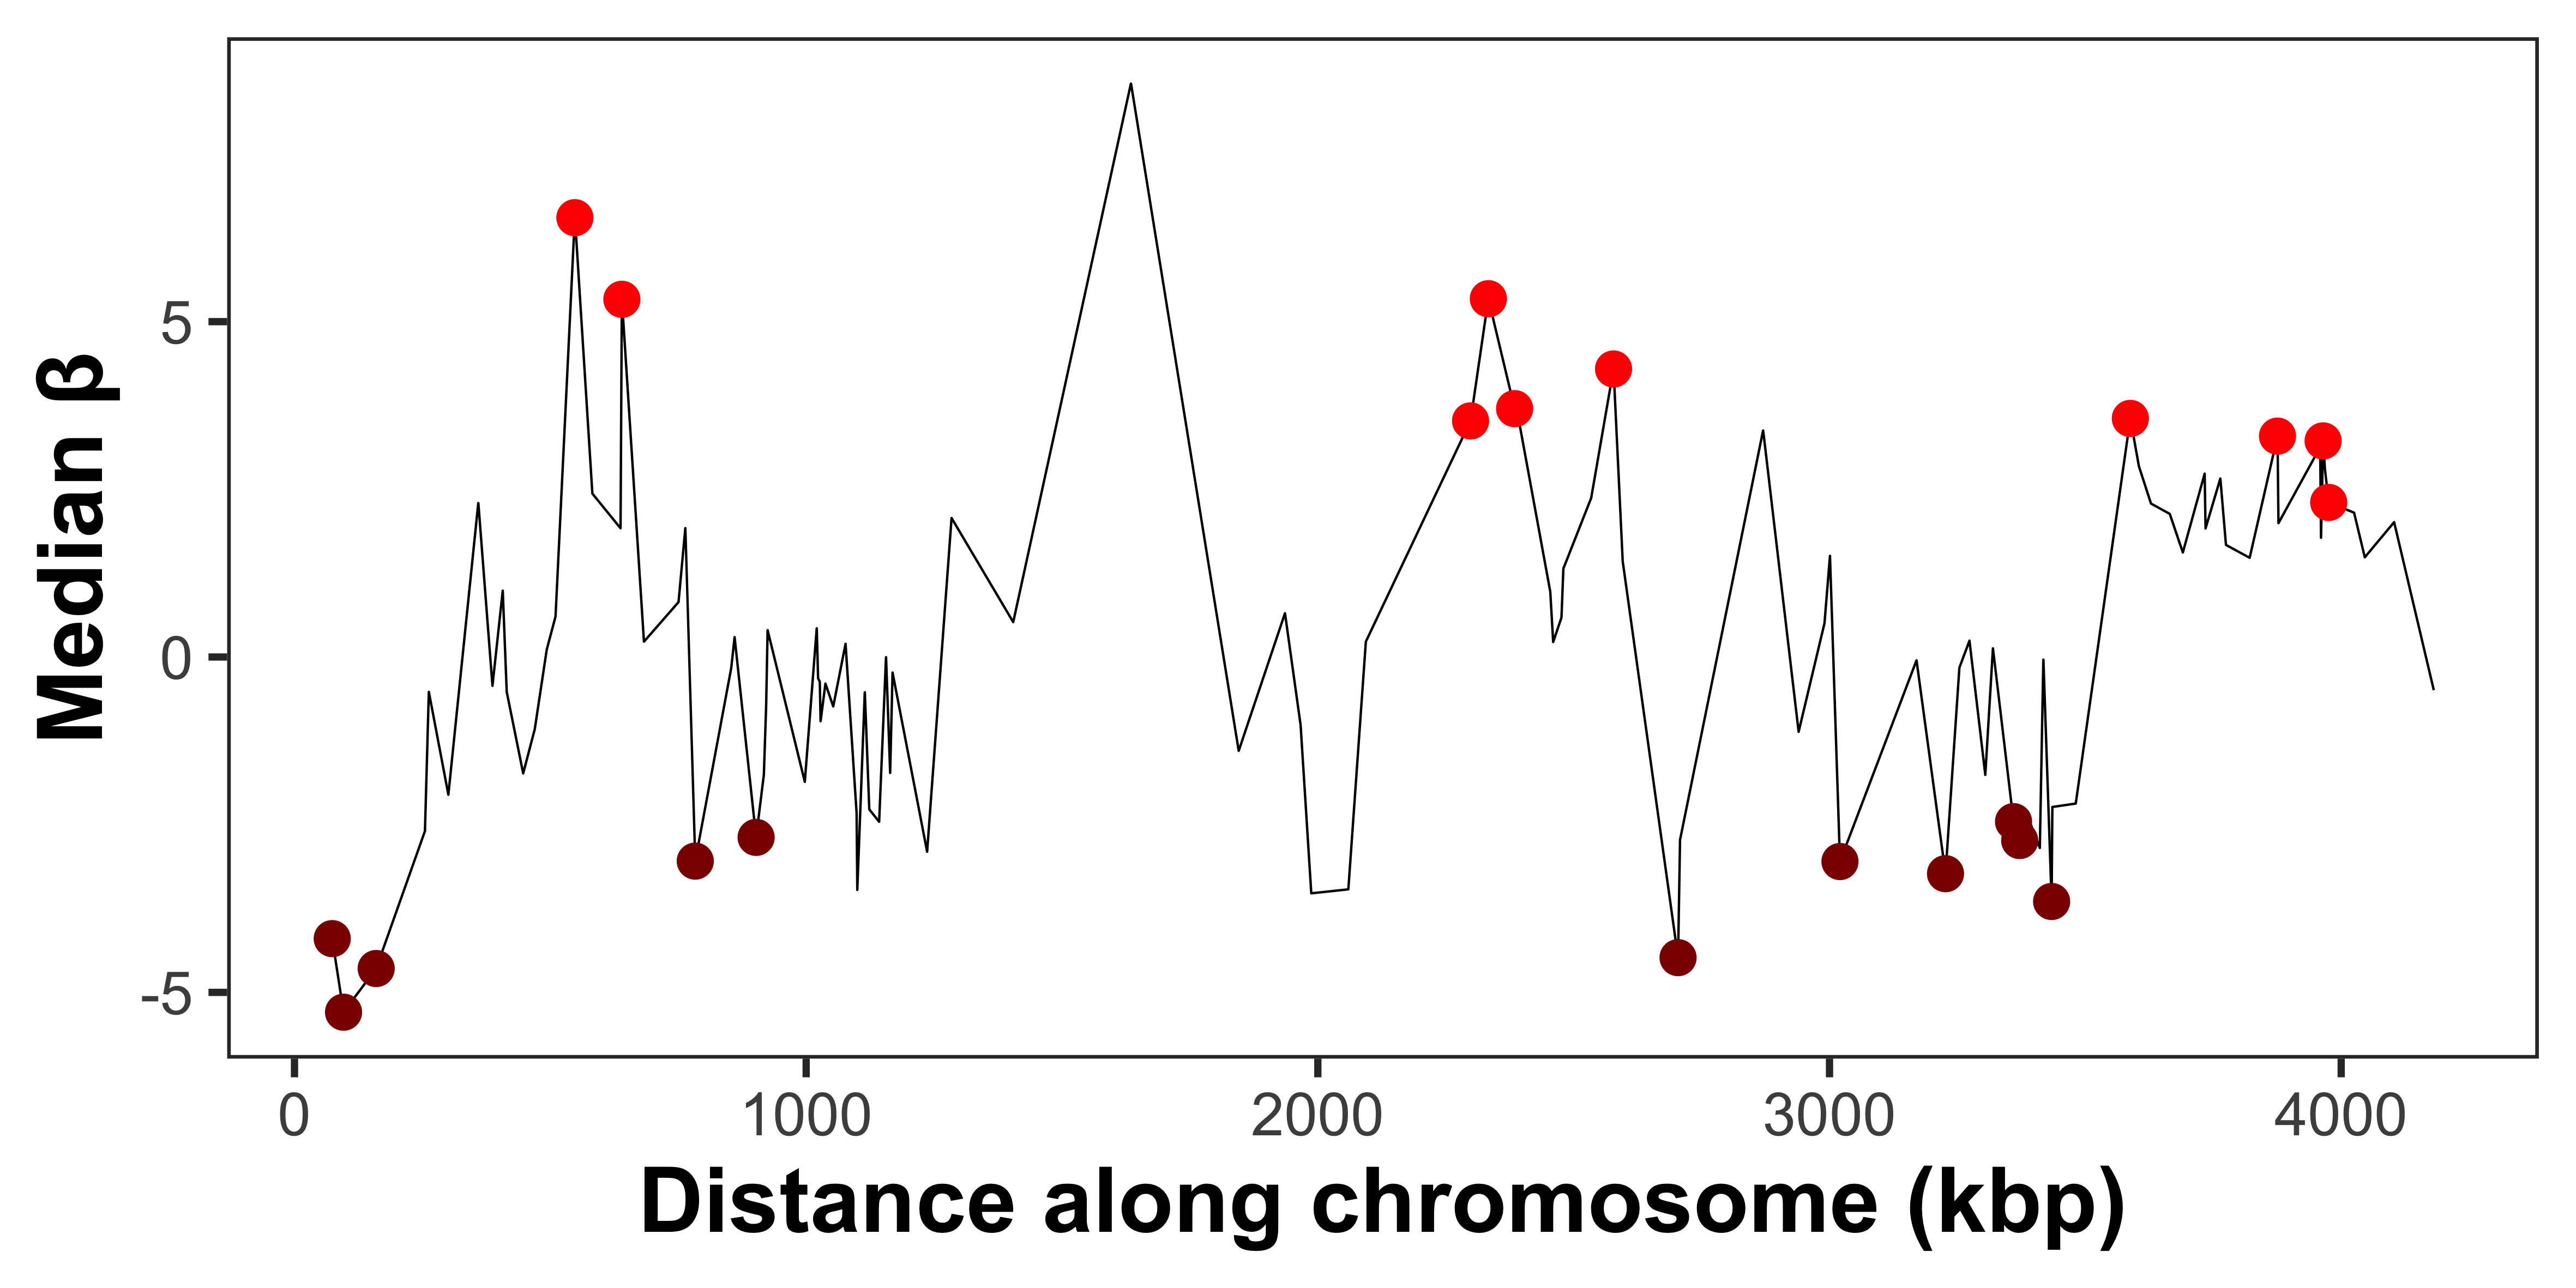 Median β
5
0
-5
0 1000 2000 3000 4000
Distance along chromosome (kbp)